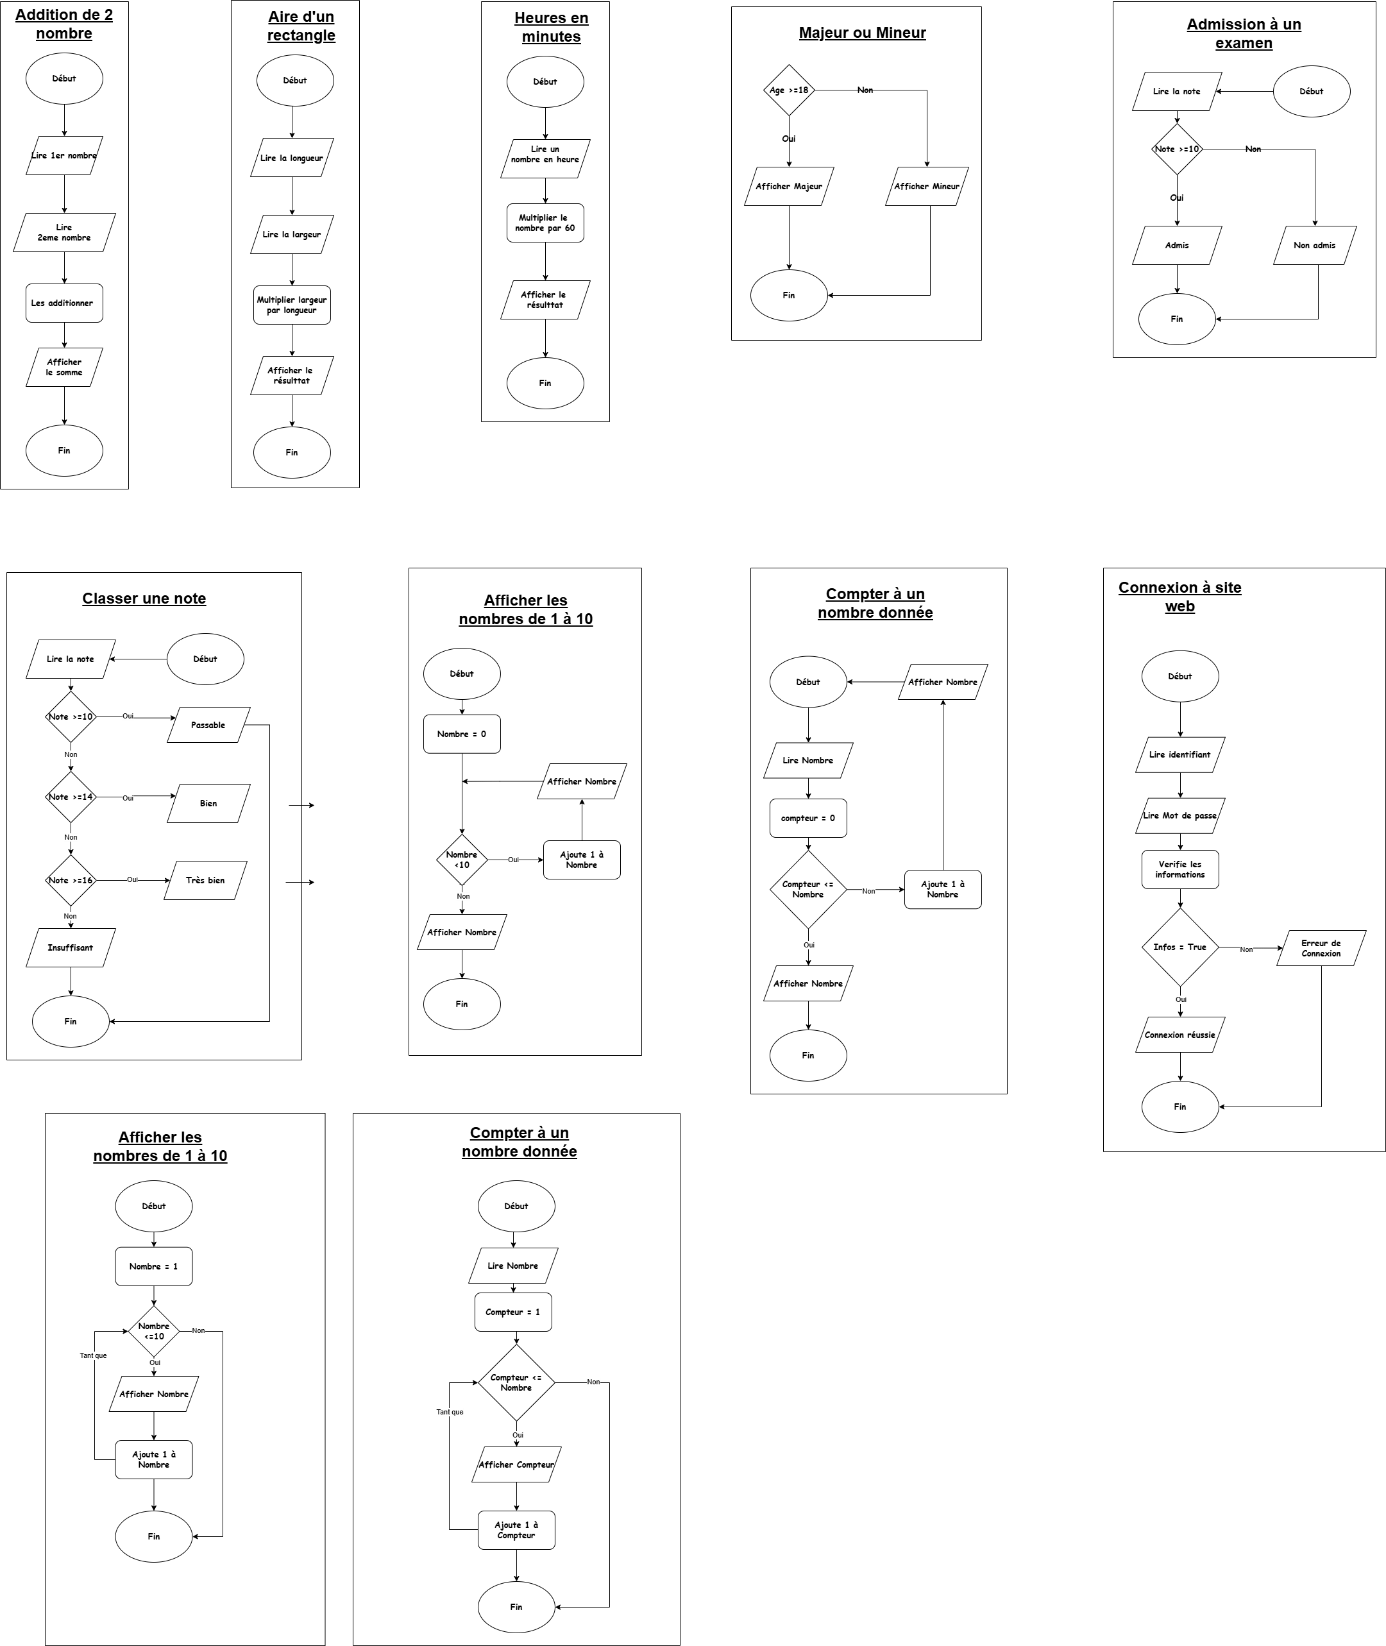 Addition de 2
nombre
Début
Lire 1er nombre
Lire
2eme nombre
Les additionner
Afficher
le somme
Fin
Aire d'un
rectangle
Début
Lire la longueur
Lire la largeur
Multiplier largeur
par longueur
Afficher le
résulttat
Fin
Heures en
minutes
Début
Lire un
nombre en heure
Multiplier le
nombre par 60
Afficher le
résulttat
Fin
Majeur ou Mineur
Age >=18
Non
Oui
Afficher Majeur
Afficher Mineur
Fin
Admission à un
examen
Lire la note
Début
Note >=10
Non
Oui
Admis
Non admis
Fin
Classer une note
Lire la note
Début
Note >=10
Oui
Passable
Non
Note >=14
Oui
Bien
Non
Note >=16
Oui
Très bien
Non
Insuffisant
Fin
Afficher les
nombres de 1 à 10
Début
Nombre = 0
Afficher Nombre
Nombre
<10
Oui
Ajoute 1 à
Nombre
Non
Afficher Nombre
Fin
Compter à un
nombre donnée
Début
Afficher Nombre
Lire Nombre
compteur = 0
Compteur <=
Nombre
Non
Ajoute 1 à
Nombre
Oui
Afficher Nombre
Fin
Connexion à site
web
Début
Lire identifiant
Lire Mot de passe
Verifie les
informations
Infos = True
Non
Erreur de
Connexion
Oui
Connexion réussie
Fin
Afficher les
nombres de 1 à 10
Début
Nombre = 1
Nombre
<=10
Non
Tant que
Oui
Afficher Nombre
Ajoute 1 à
Nombre
Fin
Compter à un
nombre donnée
Début
Lire Nombre
Compteur = 1
Compteur <=
Nombre
Non
Tant que
Oui
Afficher Compteur
Ajoute 1 à
Compteur
Fin